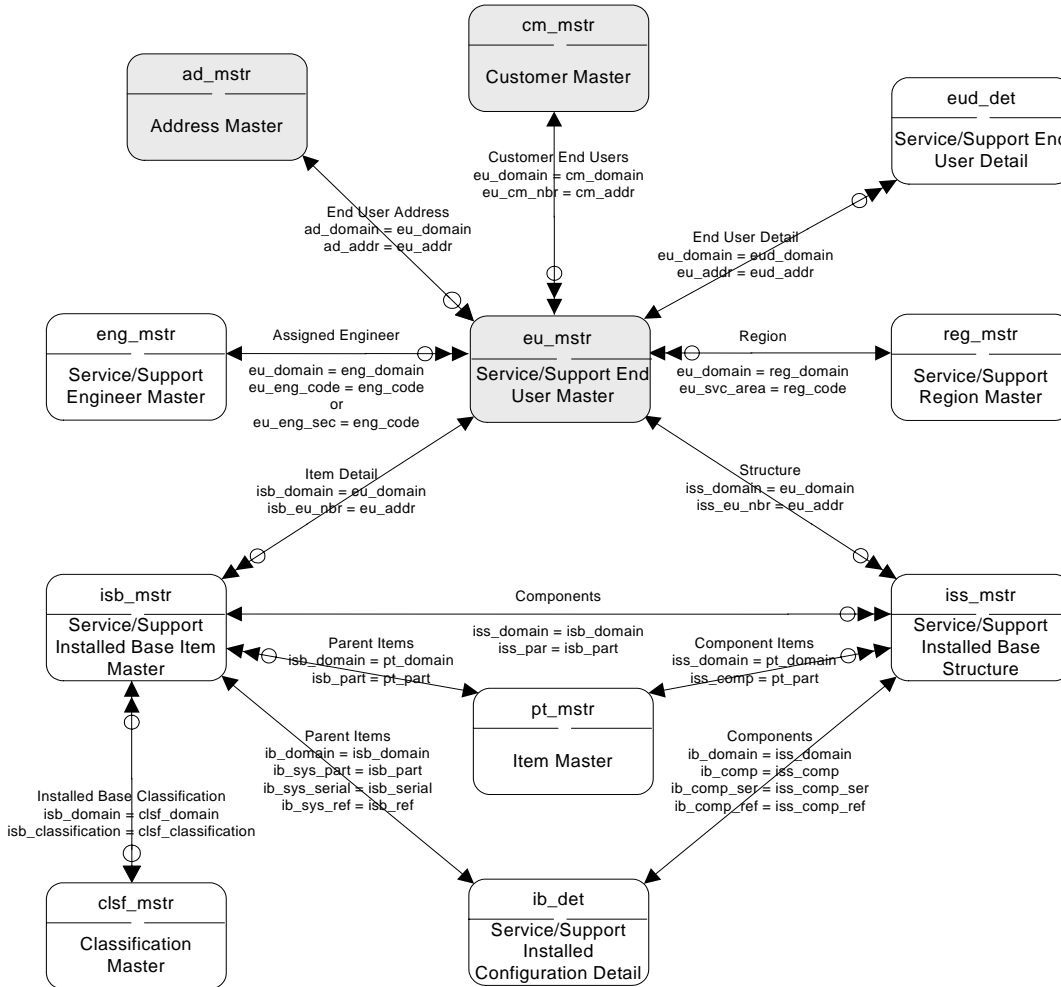 cm_mstr
Customer Master
ad_mstr
Address Master
eud_det
Service/Support End
User Detail
Customer End Users
eu_domain = cm_domain
eu_cm_nbr = cm_addr
End User Address
ad_domain = eu_domain
ad_addr = eu_addr
End User Detail
eu_domain = eud_domain
eu_addr = eud_addr
eng_mstr
Service/Support
Engineer Master
Assigned Engineer
eu_domain = eng_domain
eu_eng_code = eng_code
or
eu_eng_sec = eng_code
eu_mstr
Service/Support End
User Master
Region
eu_domain = reg_domain
eu_svc_area = reg_code
reg_mstr
Service/Support
Region Master
Item Detail
isb_domain = eu_domain
isb_eu_nbr = eu_addr
Structure
iss_domain = eu_domain
iss_eu_nbr = eu_addr
isb_mstr
Service/Support
Installed Base Item
Master
Components
iss_domain = isb_domain
iss_par = isb_part
iss_mstr
Service/Support
Installed Base
Structure
Parent Items
isb_domain = pt_domain
isb_part = pt_part
Component Items
iss_domain = pt_domain
iss_comp = pt_part
pt_mstr
Item Master
Parent Items
ib_domain = isb_domain
ib_sys_part = isb_part
ib_sys_serial = isb_serial
ib_sys_ref = isb_ref
Components
ib_domain = iss_domain
ib_comp = iss_comp
ib_comp_ser = iss_comp_ser
ib_comp_ref = iss_comp_ref
Installed Base Classification
isb_domain = clsf_domain
isb_classification = clsf_classification
clsf_mstr
Classification
Master
ib_det
Service/Support
Installed
Configuration Detail